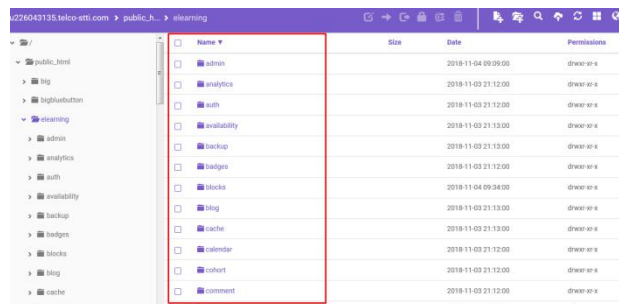 u226043135.telco-stti.com > public_h... > elearning
/
public_html
big
bigbluebutton
elearning
admin
analytics
auth
availability
backup
badges
blocks
blog
cache
Name ▼ Size Date Permissions
admin 2018-11-04 09:09:00 drwxr-xr-x
analytics 2018-11-03 21:12:00 drwxr-xr-x
auth 2018-11-03 21:12:00 drwxr-xr-x
availability 2018-11-03 21:13:00 drwxr-xr-x
backup 2018-11-03 21:13:00 drwxr-xr-x
badges 2018-11-03 21:12:00 drwxr-xr-x
blocks 2018-11-04 09:34:00 drwxr-xr-x
blog 2018-11-03 21:13:00 drwxr-xr-x
cache 2018-11-03 21:13:00 drwxr-xr-x
calendar 2018-11-03 21:12:00 drwxr-xr-x
cohort 2018-11-03 21:12:00 drwxr-xr-x
comment 2018-11-03 21:12:00 drwxr-xr-x